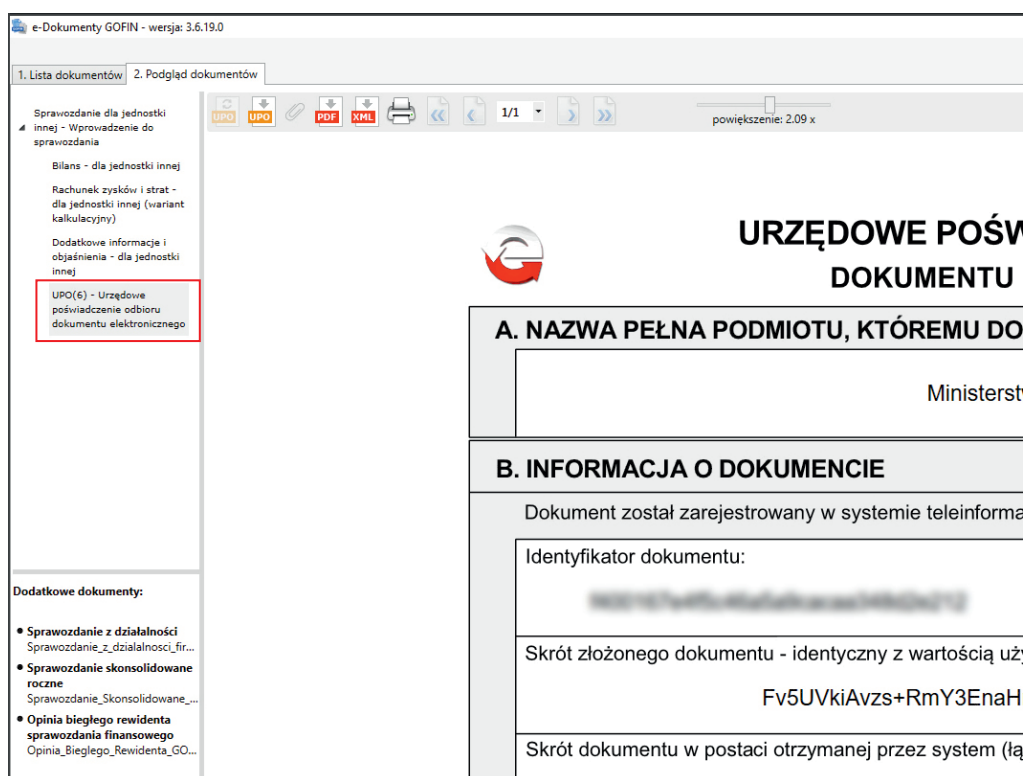 e-Dokumenty GOFIN - wersja: 3.6.19.0
1. Lista dokumentów
2. Podgląd dokumentów
Sprawozdanie dla jednostki
innej - Wprowadzenie do
sprawozdania
Bilans - dla jednostki innej
Rachunek zysków i strat -
dla jednostki innej (wariant
kalkulacyjny)
Dodatkowe informacje i
objaśnienia - dla jednostki
innej
UPO(6) - Urzędowe
poświadczenie odbioru
dokumentu elektronicznego
Dodatkowe dokumenty:
• Sprawozdanie z działalności
Sprawozdanie_z_dzialalnosci_fir...
• Sprawozdanie skonsolidowane
roczne
Sprawozdanie_Skonsolidowane_...
• Opinia biegłego rewidenta
sprawozdania finansowego
Opinia_Bieglego_Rewidenta_GO...
UPO UPO PDF XML 1/1
powiększenie: 2.09 x
URZĘDOWE POŚW
DOKUMENTU
A. NAZWA PEŁNA PODMIOTU, KTÓREMU DO
Ministerstw
B. INFORMACJA O DOKUMENCIE
Dokument został zarejestrowany w systemie teleinforma
Identyfikator dokumentu:
Skrót złożonego dokumentu - identyczny z wartością uży
Fv5UVkiAvzs+RmY3EnaH
Skrót dokumentu w postaci otrzymanej przez system (łą